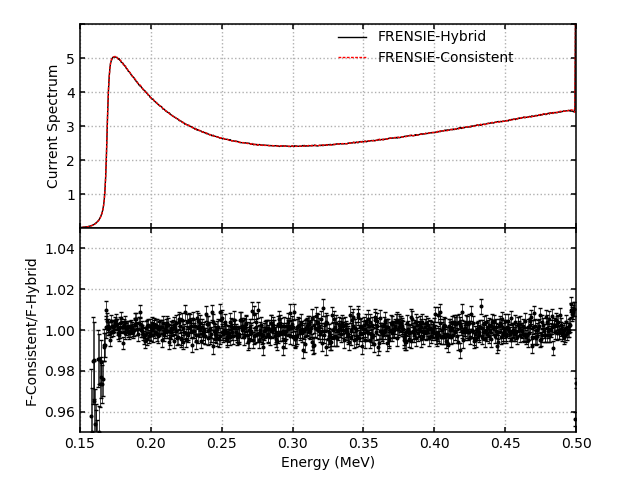 FRENSIE-Hybrid
FRENSIE-Consistent
Current Spectrum
5
4
3
2
1
F-Consistent/F-Hybrid
1.04
1.02
1.00
0.98
0.96
0.15 0.20 0.25 0.30 0.35 0.40 0.45 0.50
Energy (MeV)